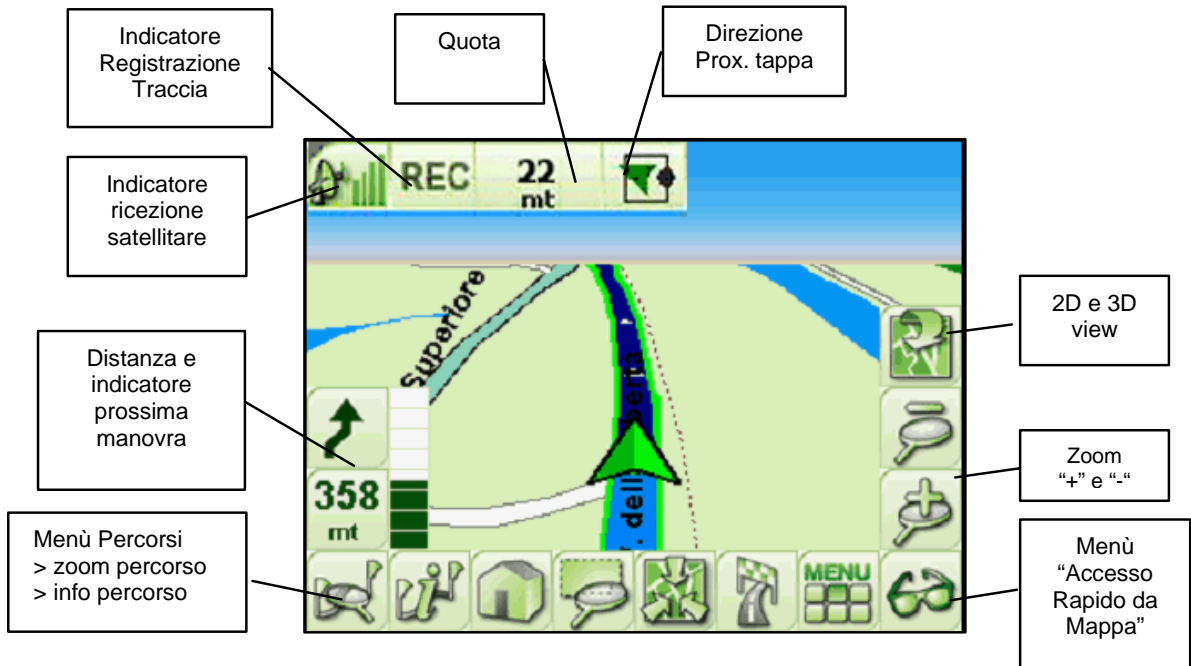 Indicatore
Registrazione
Traccia
Quota
Direzione
Prox. tappa
Indicatore
ricezione
satellitare
REC
22
mt
Superiore
2D e 3D
view
Distanza e
indicatore
prossima
manovra
358
mt
Zoom
“+” e “-“
Menù Percorsi
> zoom percorso
> info percorso
MENU
Menù
“Accesso
Rapido da
Mappa”